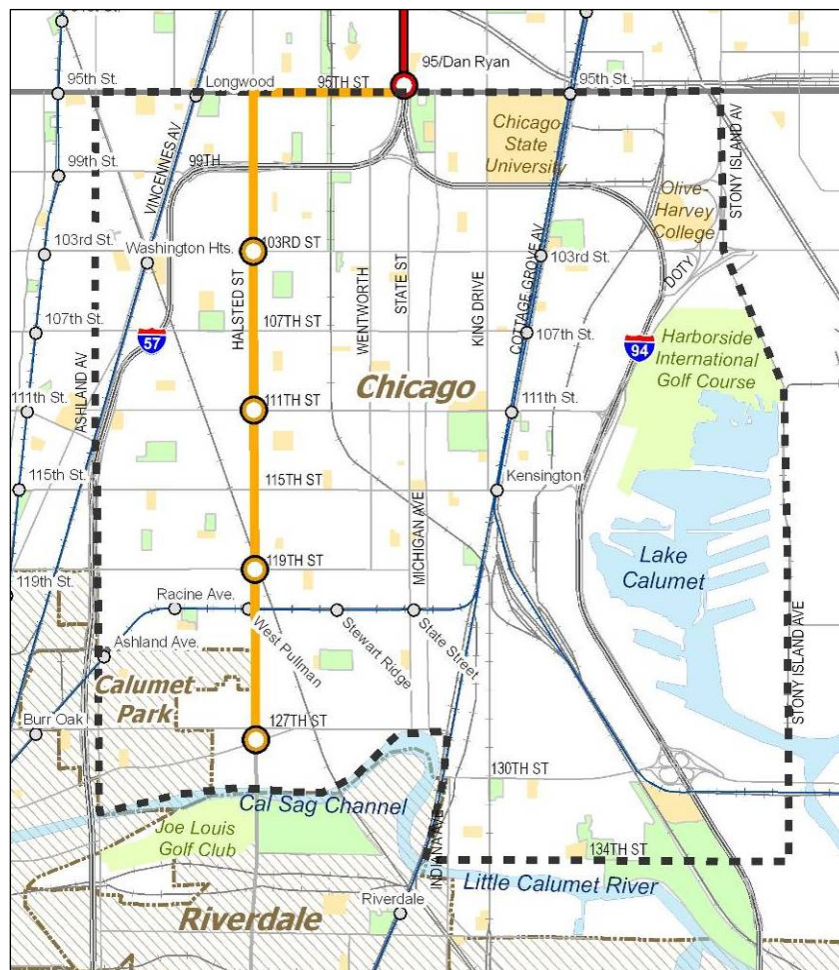 95/Dan Ryan
95th St.
Longwood
95TH ST
95th St.
Chicago
State
University
STONY ISLAND AV
VINCENNES AV
99TH
99th St.
Olive-
Harvey
College
103rd St.
Washington Hts.
103RD ST
HALSTED ST
WENTWORTH
STATE ST
KING DRIVE
COTTAGE GROVE AV
103rd St.
DOTY
107th St.
57
107TH ST
107th St.
94
Harborside
International
Golf Course
ASHLAND AV
Chicago
111th St.
111TH ST
111th St.
115th St.
115TH ST
Kensington
MICHIGAN AVE
119th St.
119TH ST
Lake
Calumet
Racine Ave.
West Pullman
Stewart Ridge
State Street
Ashland Ave.
STONY ISLAND AVE
Calumet
Park
Burr Oak
127TH ST
130TH ST
Cal Sag Channel
Joe Louis
Golf Club
INDIANA AVE
134TH ST
Little Calumet River
Riverdale
Riverdale